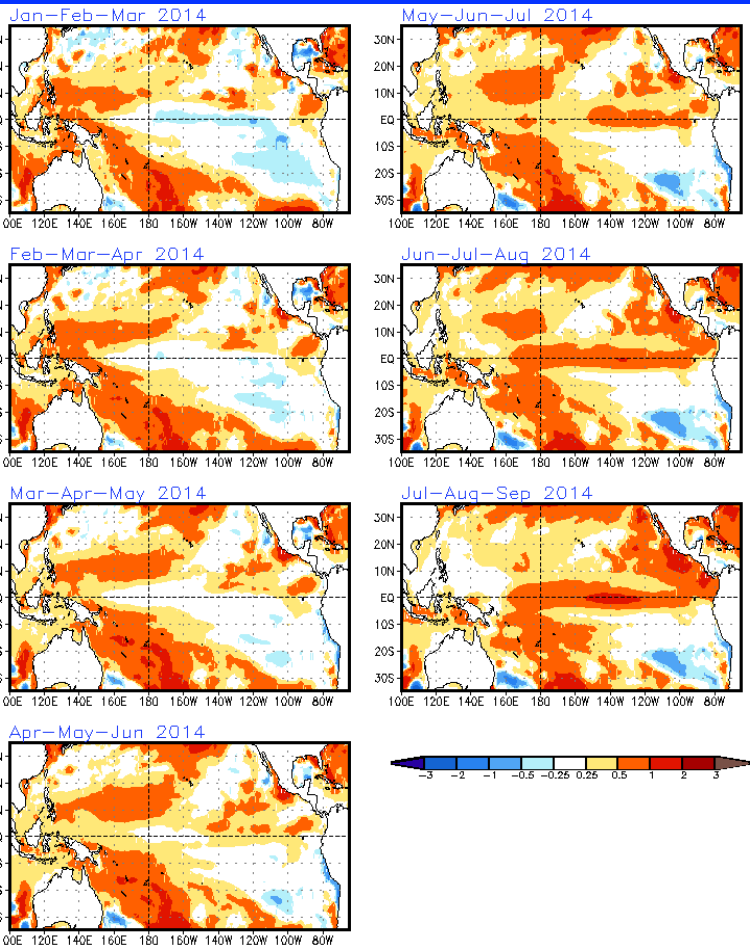 Jan-Feb-Mar 2014
00E 120E 140E 160E 180 160W 140W 120W 100W 80W
May-Jun-Jul 2014
30N
20N
10N
EQ
10S
20S
30S
100E 120E 140E 160E 180 160W 140W 120W 100W 80W
Feb-Mar-Apr 2014
00E 120E 140E 160E 180 160W 140W 120W 100W 80W
Jun-Jul-Aug 2014
30N
20N
10N
EQ
10S
20S
30S
100E 120E 140E 160E 180 160W 140W 120W 100W 80W
Mar-Apr-May 2014
00E 120E 140E 160E 180 160W 140W 120W 100W 80W
Jul-Aug-Sep 2014
30N
20N
10N
EQ
10S
20S
30S
100E 120E 140E 160E 180 160W 140W 120W 100W 80W
Apr-May-Jun 2014
00E 120E 140E 160E 180 160W 140W 120W 100W 80W
-3 -2 -1 -0.5 -0.25 0.25 0.5 1 2 3